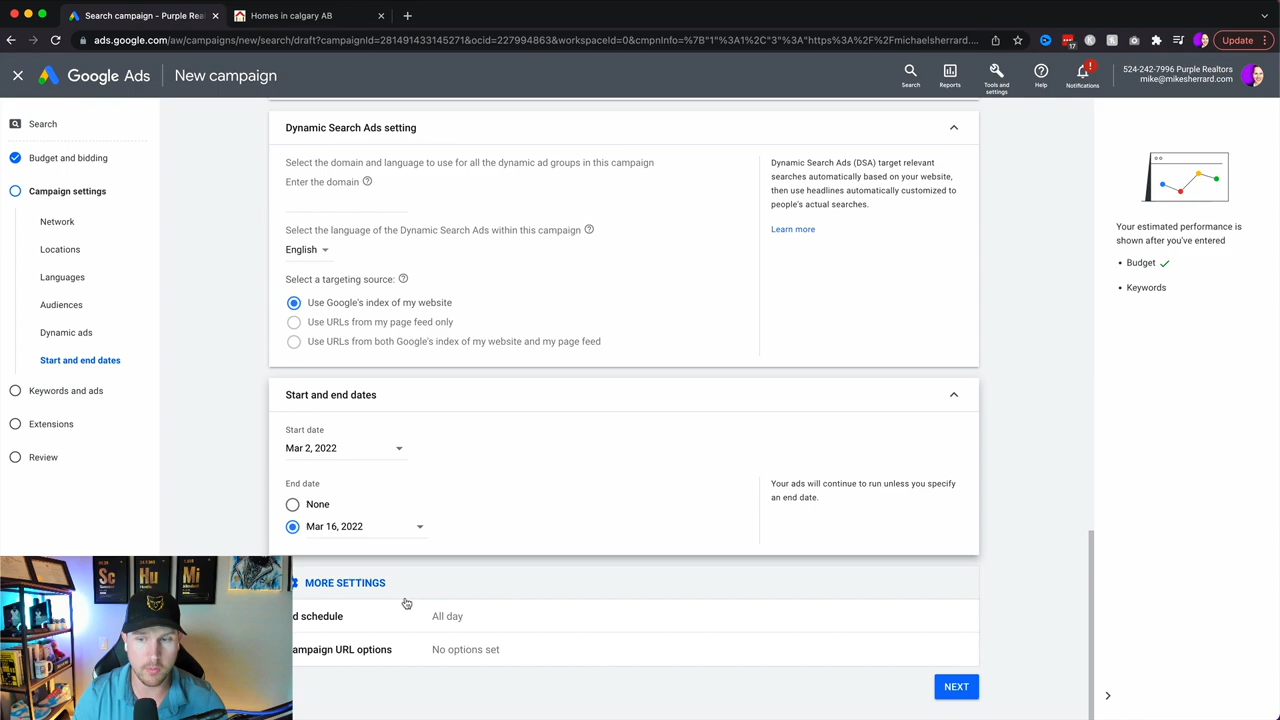 Search campaign - Purple Rea
Homes in calgary AB
ads.google.com/aw/campaigns/new/search/draft?campaignId=281491433145271&ocid=227994863&workspaceId=0&cmpnInfo=%7B"1"%3A1%2C"3"%3A"https%3A%2F%2Fmichaelsherrard.c...
17
Update
Google Ads
New campaign
Search
Reports
Tools and settings
Help
Notifications
524-242-7996 Purple Realtors
mike@mikesherrard.com
Search
Budget and bidding
Campaign settings
Network
Locations
Languages
Audiences
Dynamic ads
Start and end dates
Keywords and ads
Extensions
Review
Dynamic Search Ads setting
Select the domain and language to use for all the dynamic ad groups in this campaign
Enter the domain
Select the language of the Dynamic Search Ads within this campaign
English
Select a targeting source:
Use Google's index of my website
Use URLs from my page feed only
Use URLs from both Google's index of my website and my page feed
Dynamic Search Ads (DSA) target relevant
searches automatically based on your website,
then use headlines automatically customized to
people's actual searches.
Learn more
Start and end dates
Start date
Mar 2, 2022
End date
None
Mar 16, 2022
Your ads will continue to run unless you specify
an end date.
MORE SETTINGS
d schedule
All day
ampaign URL options
No options set
NEXT
Your estimated performance is
shown after you've entered
• Budget
• Keywords
Sc
Hu
Mi